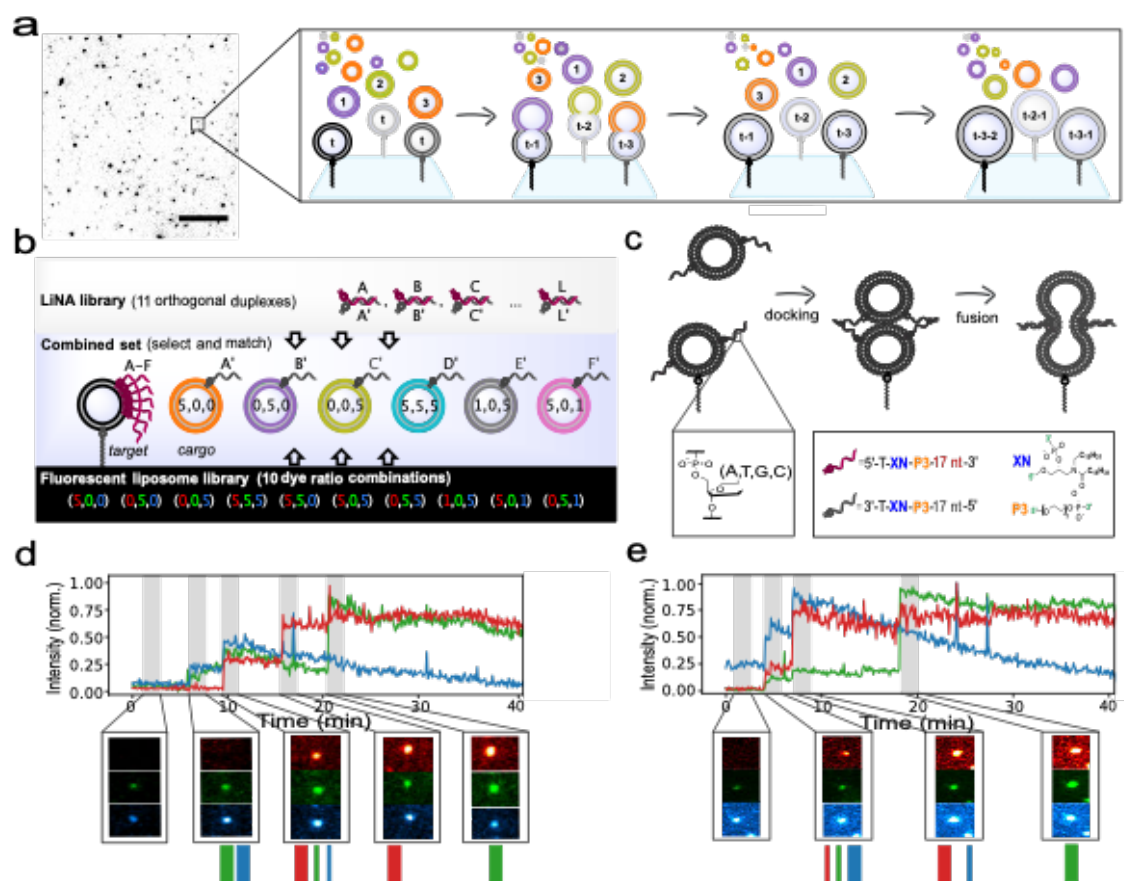 a
1 2 3 t t t
3 1 2 t-1 t-2 t-3
3 1 2 t-1 t-2 t-3
t-3-2 t-2-1 t-3-1
b
LiNA library (11 orthogonal duplexes)
A B C ... L
A' B' C' L'
Combined set (select and match)
A–F A' B' C' D' E' F'
5,0,0 0,5,0 0,0,5 5,5,5 1,0,5 5,0,1
target cargo
Fluorescent liposome library (10 dye ratio combinations)
(5,0,0) (0,5,0) (0,0,5) (5,5,5) (5,5,0) (5,0,5) (0,5,5) (1,0,5) (5,0,1) (0,5,1)
c
docking
fusion
(A,T,G,C)
=5'-T-XN-P3-17 nt-3'
=3'-T-XN-P3-17 nt-5'
XN
P3
d
Intensity (norm.)
1.00
0.75
0.50
0.25
0.00
0 10 20 30 40
Time (min)
e
Intensity (norm.)
1.00
0.75
0.50
0.25
0.00
0 10 20 30 40
Time (min)